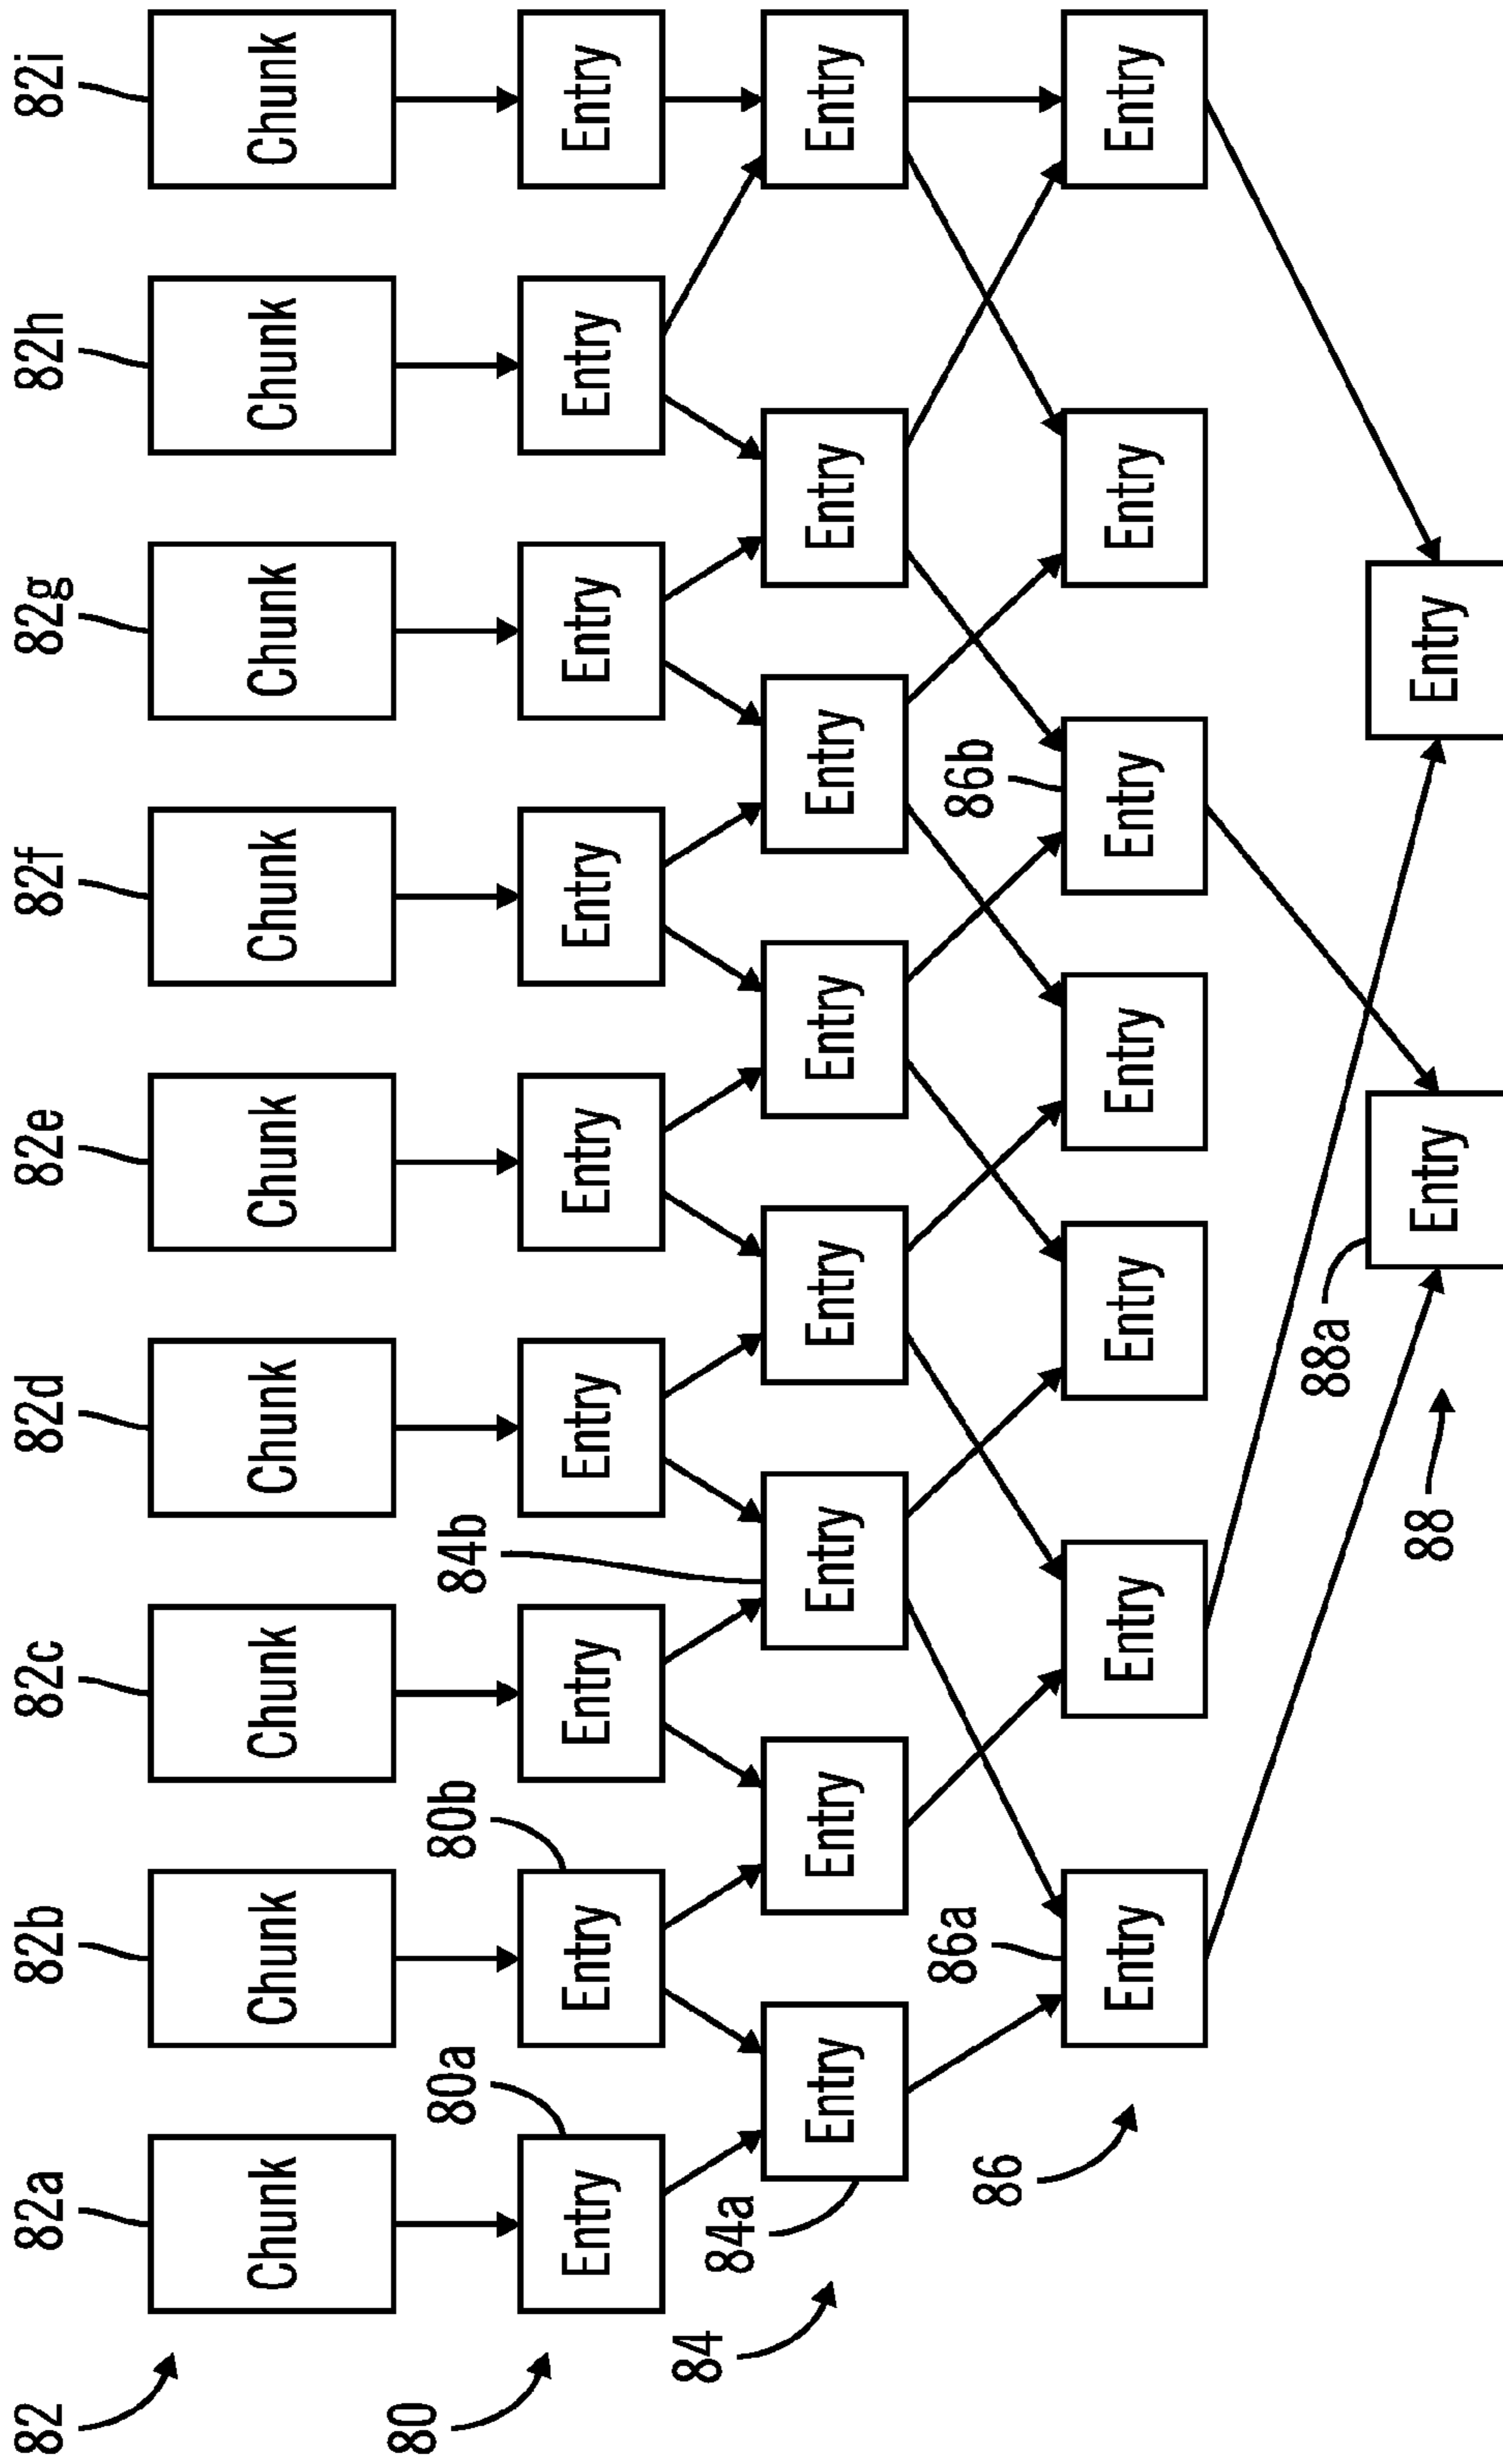 82 82a 82b 82c 82d 82e 82f 82g 82h 82i
Chunk Chunk Chunk Chunk Chunk Chunk Chunk Chunk Chunk
80 80a 80b 84b
Entry Entry Entry Entry Entry Entry Entry Entry Entry
84 84a
Entry Entry Entry Entry Entry Entry Entry Entry
86 86a 86b
Entry Entry Entry Entry Entry Entry Entry
88a
88 Entry Entry